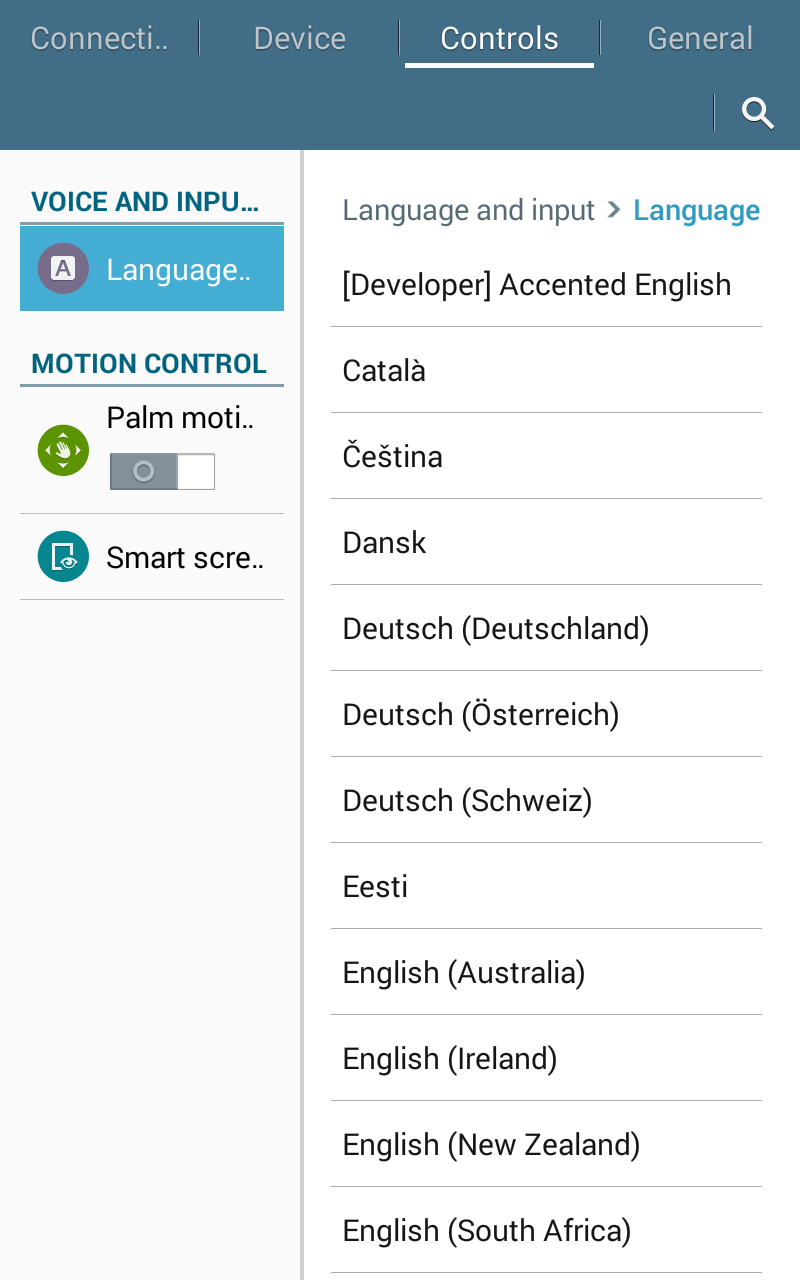 Connecti..
Device
Controls
General
VOICE AND INPU...
A
Language..
MOTION CONTROL
Palm moti..
Smart scre..
Language and input > Language
[Developer] Accented English
Català
Čeština
Dansk
Deutsch (Deutschland)
Deutsch (Österreich)
Deutsch (Schweiz)
Eesti
English (Australia)
English (Ireland)
English (New Zealand)
English (South Africa)